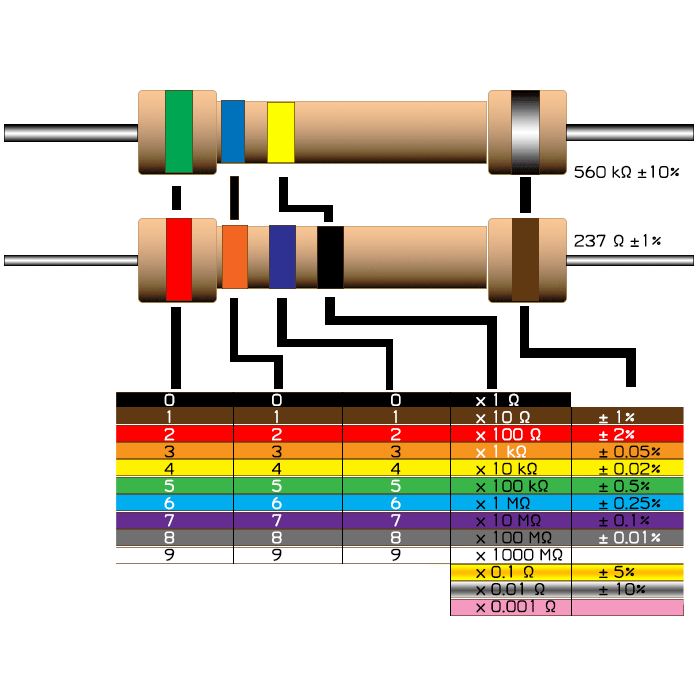 560 kΩ ±10%
237 Ω ±1%
0 0 0 x 1 Ω
1 1 1 x 10 Ω ± 1%
2 2 2 x 100 Ω ± 2%
3 3 3 x 1 kΩ ± 0.05%
4 4 4 x 10 kΩ ± 0.02%
5 5 5 x 100 kΩ ± 0.5%
6 6 6 x 1 MΩ ± 0.25%
7 7 7 x 10 MΩ ± 0.1%
8 8 8 x 100 MΩ ± 0.01%
9 9 9 x 1000 MΩ
x 0.1 Ω ± 5%
x 0.01 Ω ± 10%
x 0.001 Ω